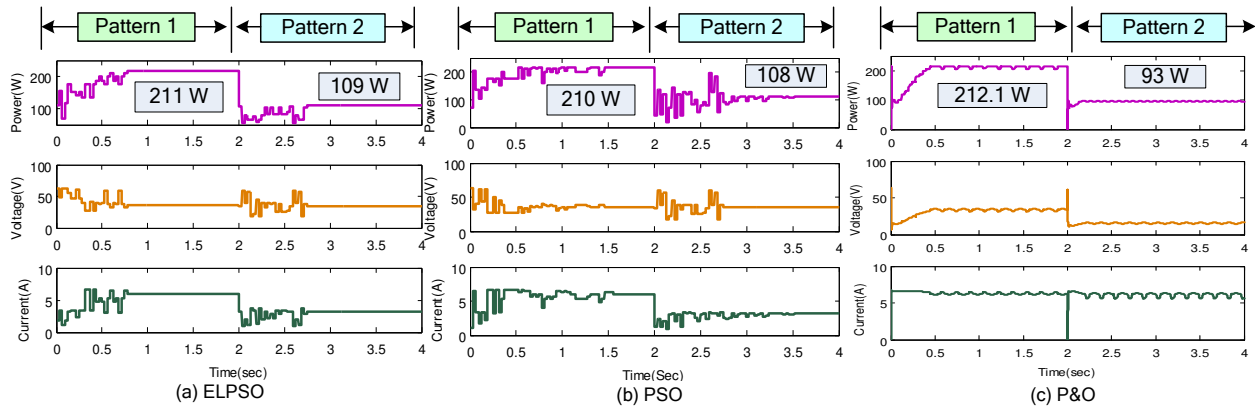 Pattern 1
Pattern 2
Power(W)
200
100
0
211 W
109 W
0 0.5 1 1.5 2 2.5 3 3.5 4
Voltage(V)
100
50
0
0 0.5 1 1.5 2 2.5 3 3.5 4
Current(A)
10
5
0
0 0.5 1 1.5 2 2.5 3 3.5 4
Time(sec)
(a) ELPSO
Pattern 1
Pattern 2
Power(W)
200
100
0
210 W
108 W
0 0.5 1 1.5 2 2.5 3 3.5 4
Voltage(V)
100
50
0
0 0.5 1 1.5 2 2.5 3 3.5 4
Current(A)
10
5
0
0 0.5 1 1.5 2 2.5 3 3.5 4
Time(Sec)
(b) PSO
Pattern 1
Pattern 2
Power(W)
200
100
0
212.1 W
93 W
0 0.5 1 1.5 2 2.5 3 3.5 4
Voltage(V)
100
50
0
0 0.5 1 1.5 2 2.5 3 3.5 4
Current(A)
10
5
0
0 0.5 1 1.5 2 2.5 3 3.5 4
Time(sec)
(c) P&O